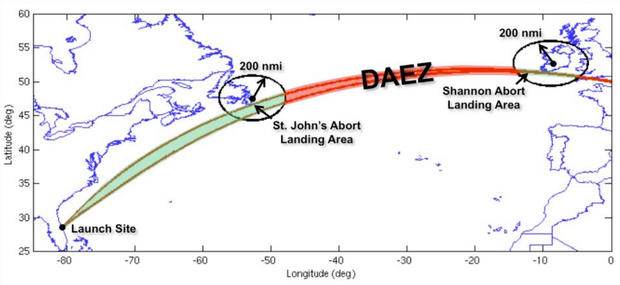 60
55
50
45
40
35
30
25
Latitude (deg)
200 nmi
DAEZ
200 nmi
Shannon Abort
Landing Area
St. John's Abort
Landing Area
Launch Site
-80
-70
-60
-50
-40
-30
-20
-10
0
Longitude (deg)